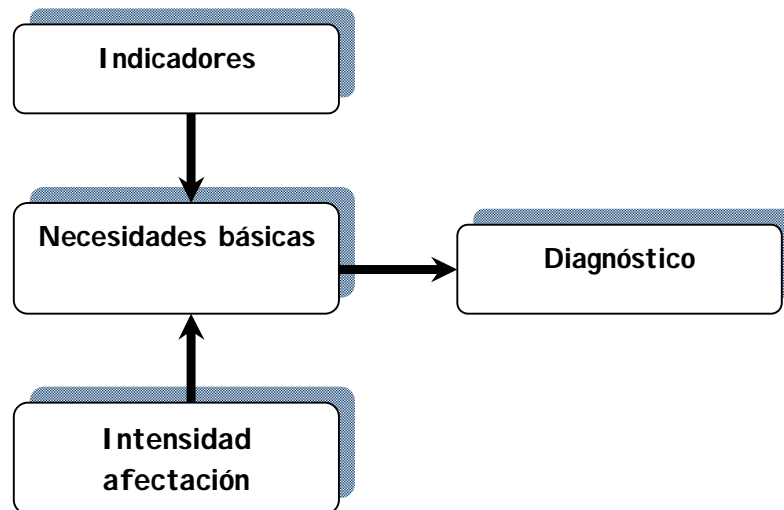 Indicadores
Necesidades básicas
Diagnóstico
Intensidad
afectación